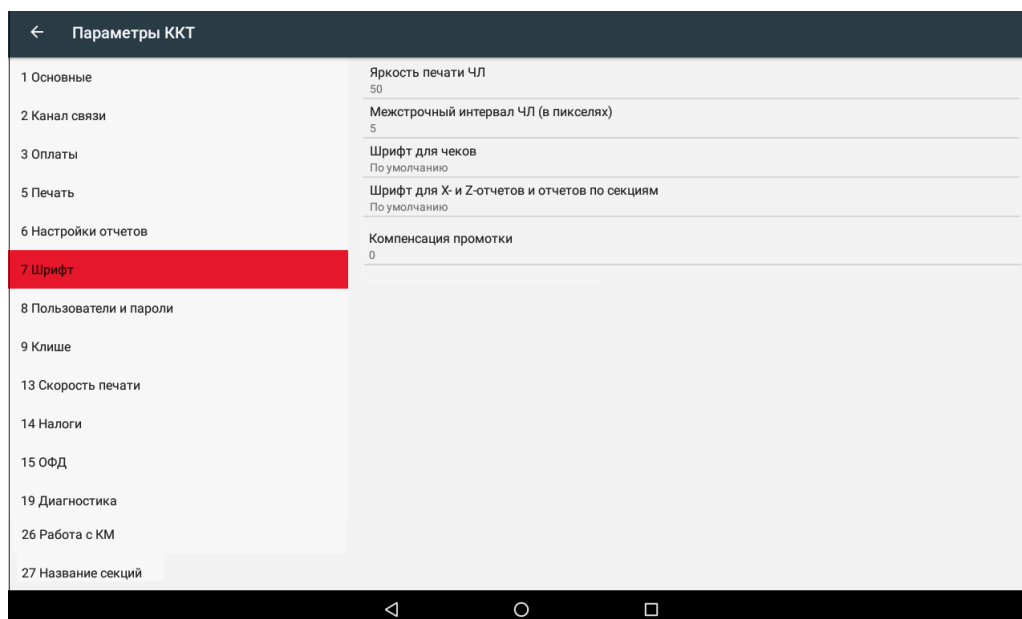 Параметры ККТ
1 Основные
2 Канал связи
3 Оплаты
5 Печать
6 Настройки отчетов
7 Шрифт
8 Пользователи и пароли
9 Клише
13 Скорость печати
14 Налоги
15 ОФД
19 Диагностика
26 Работа с КМ
27 Название секций
Яркость печати ЧЛ
50
Межстрочный интервал ЧЛ (в пикселях)
5
Шрифт для чеков
По умолчанию
Шрифт для X- и Z-отчетов и отчетов по секциям
По умолчанию
Компенсация промотки
0